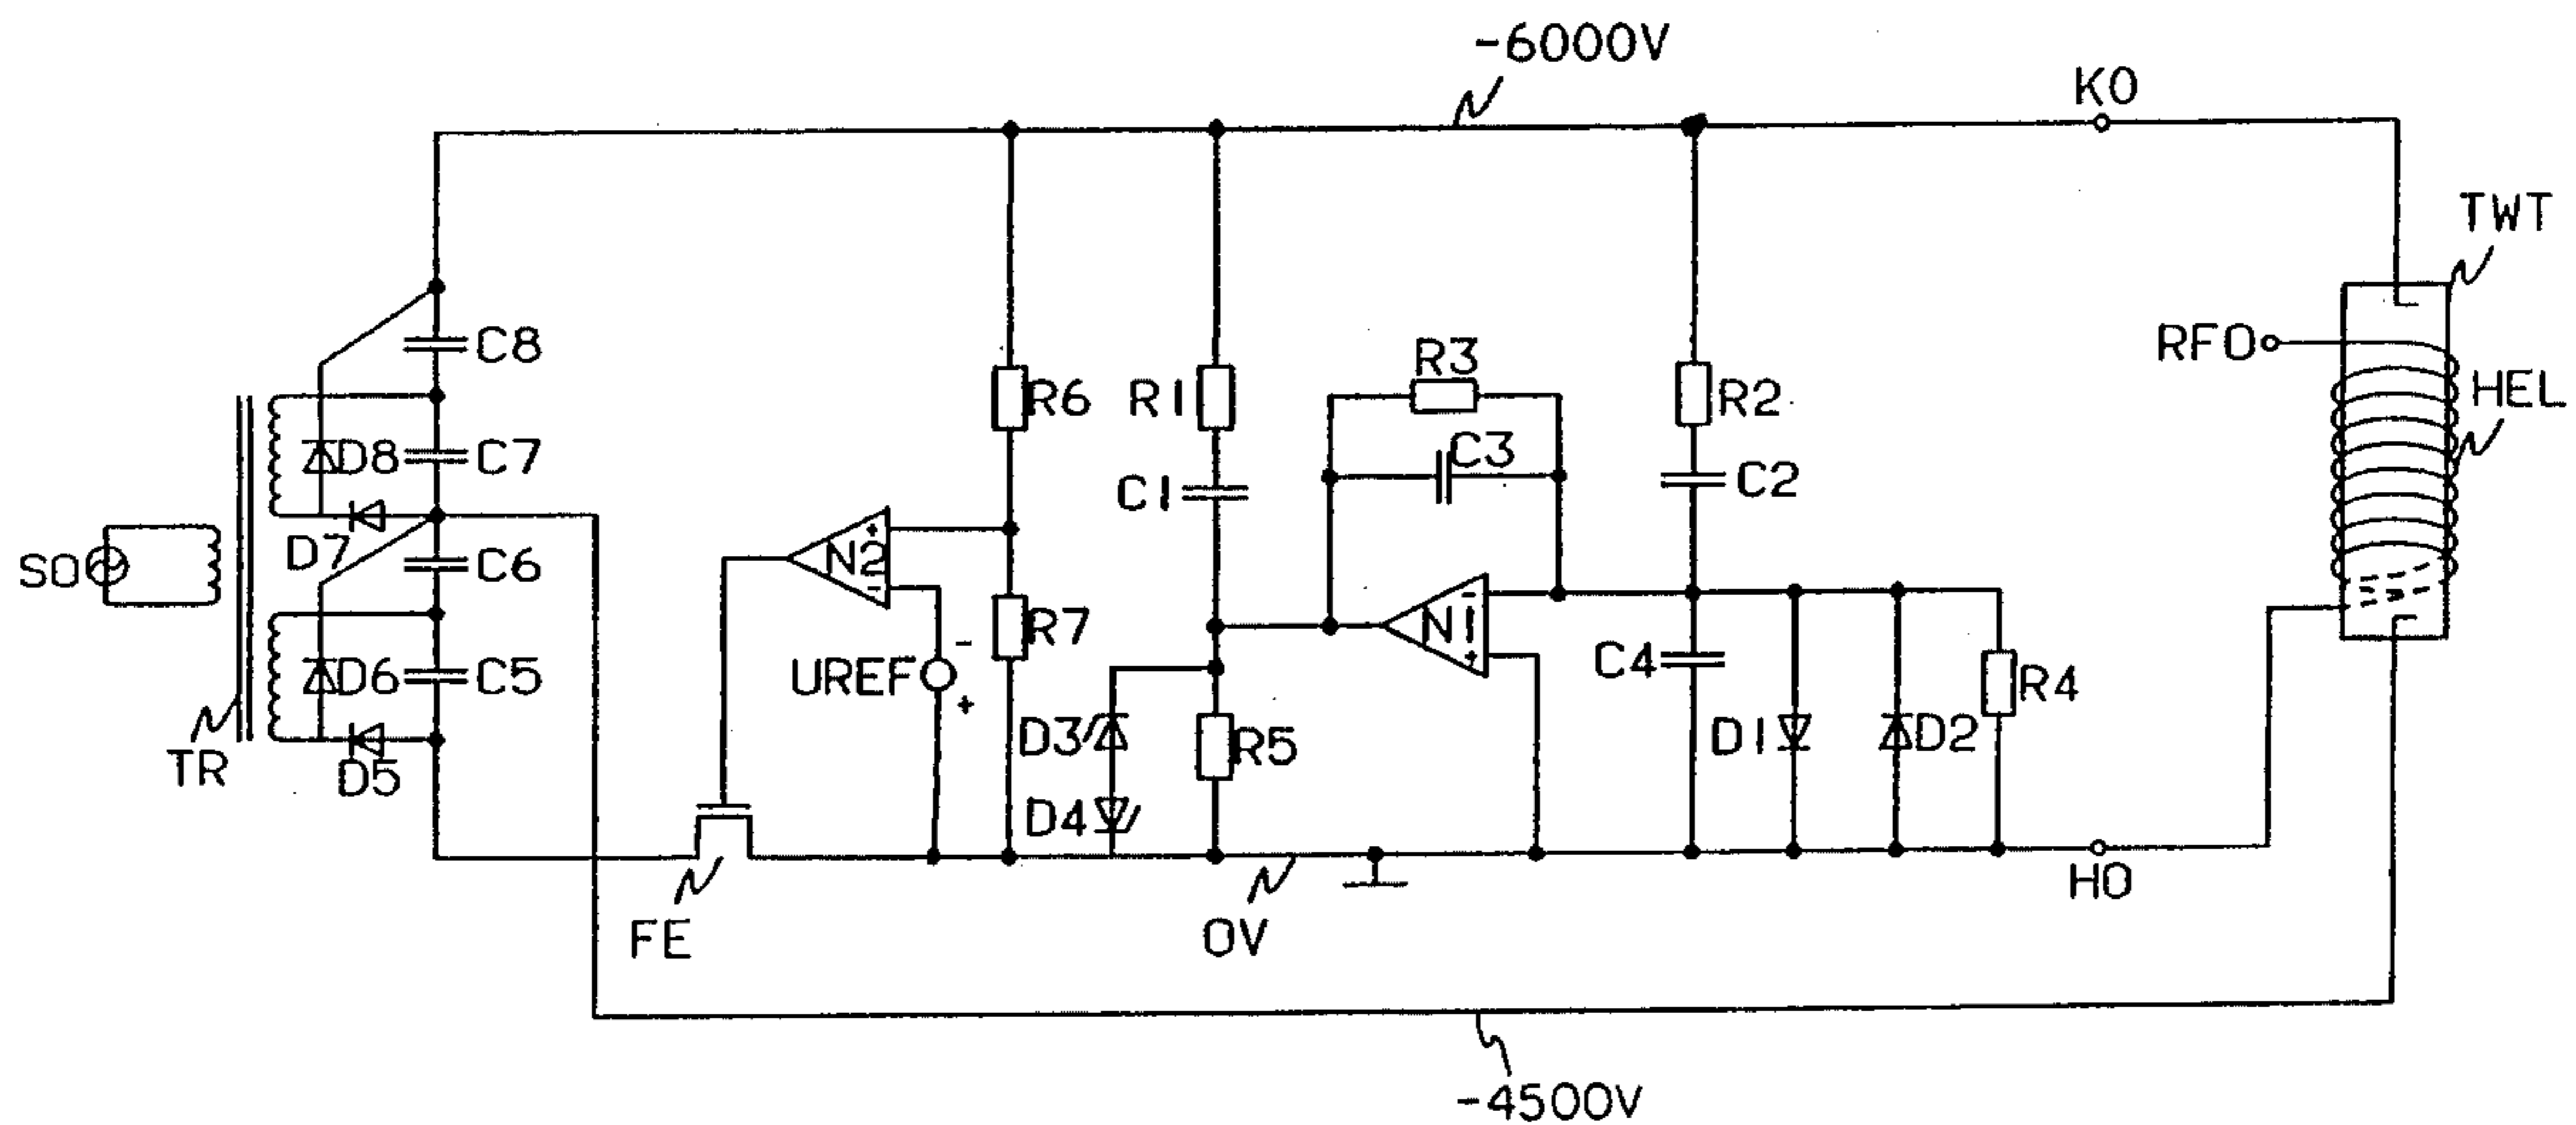 -6000V
KO
TWT
C8
R3
RFO
R6
R1
R2
HEL
D8
C7
C3
C1
C2
+
N2
D7
SO
C6
-
-
N1
R7
-
UREF
+
C4
R4
D6
C5
+
D3
R5
D1
D2
TR
D5
D4
HO
FE
OV
-4500V